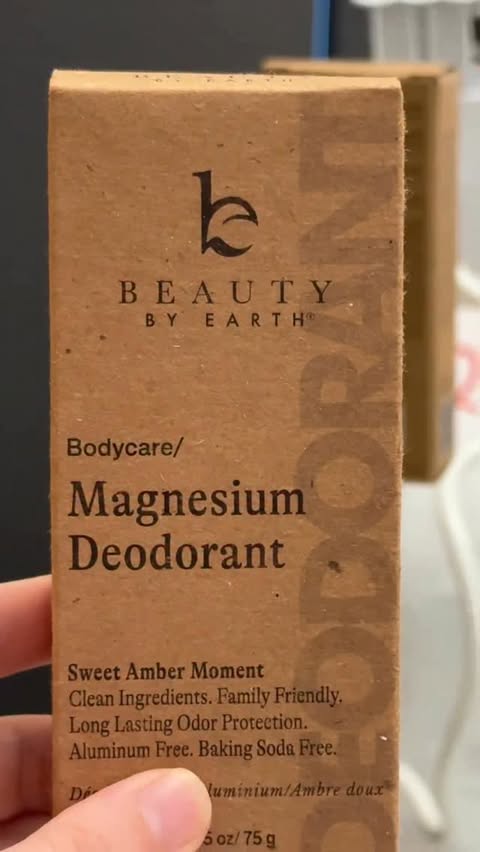 BEAUTY
BY EARTH®
DEODORANT
Bodycare/
Magnesium
Deodorant
Sweet Amber Moment
Clean Ingredients. Family Friendly.
Long Lasting Odor Protection.
Aluminum Free. Baking Soda Free.
luminium/Ambre doux
5 oz/ 75 g